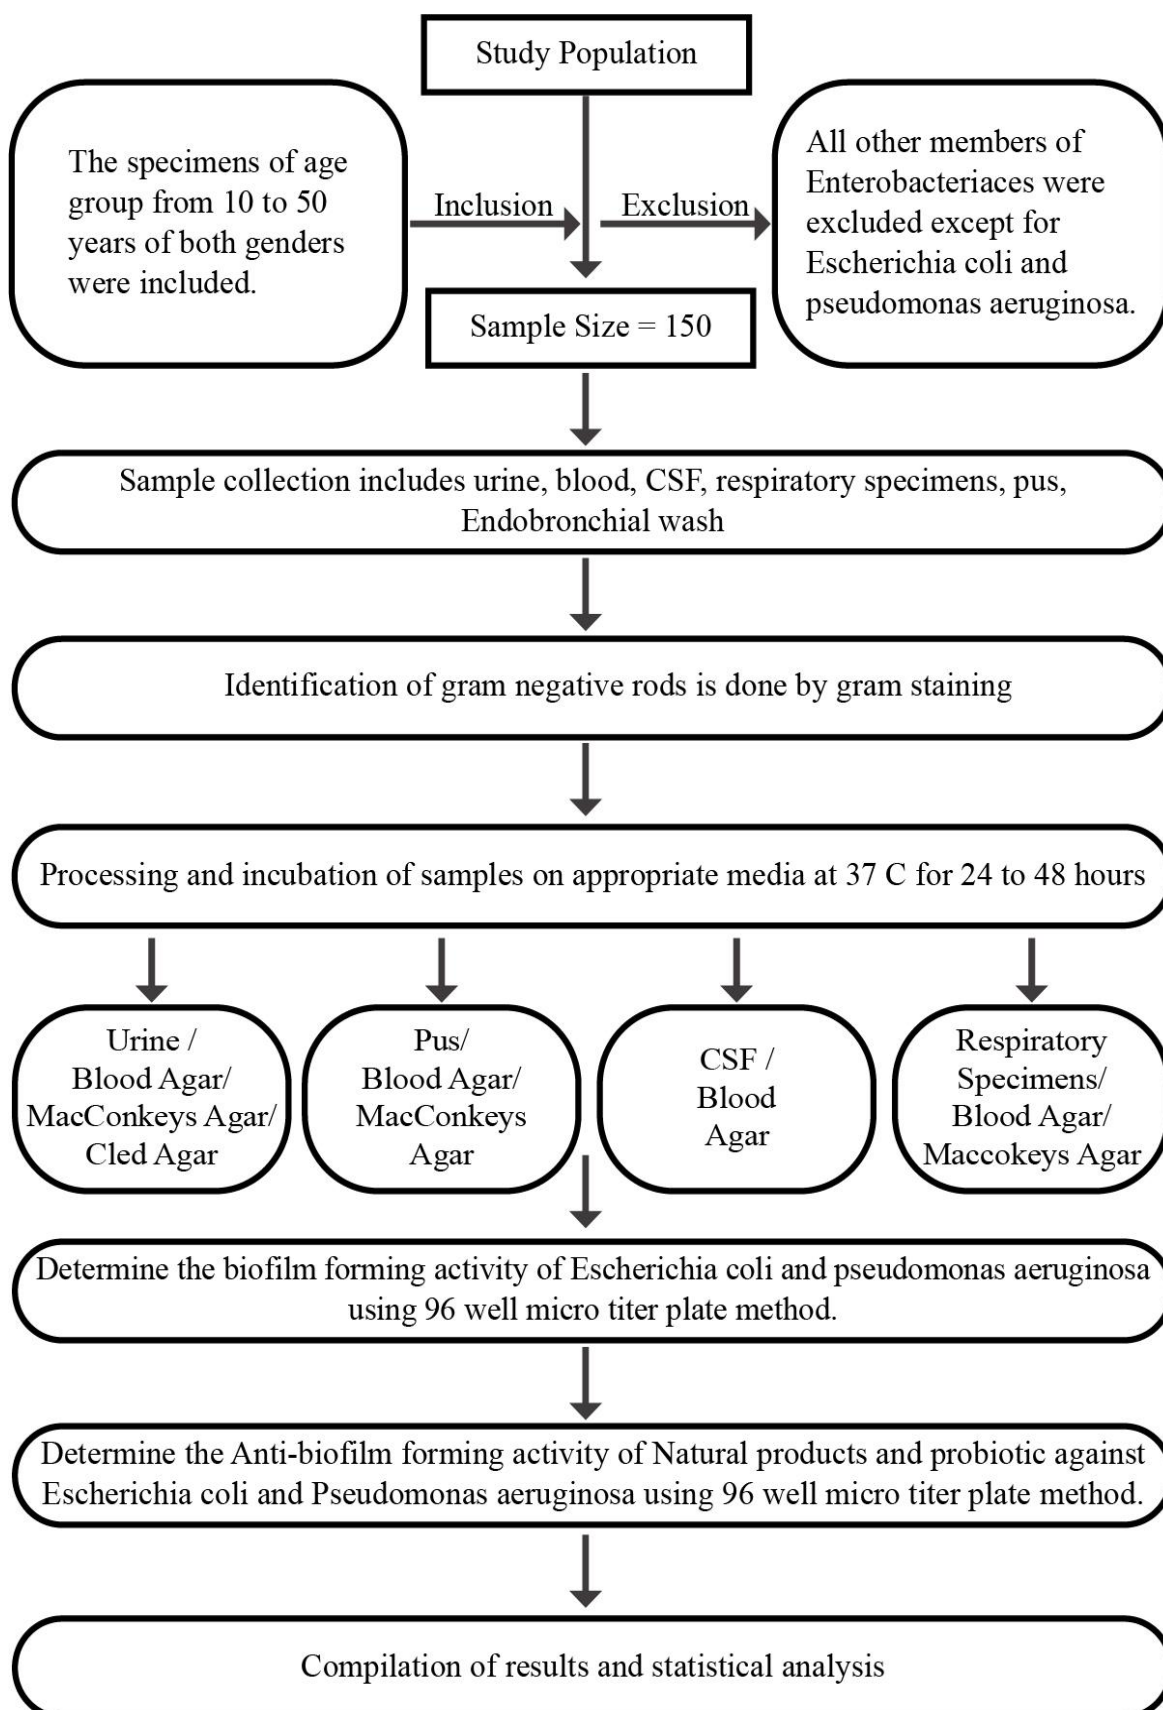 Study Population
The specimens of age
group from 10 to 50
years of both genders
were included.
Inclusion
Exclusion
All other members of
Enterobacteriaces were
excluded except for
Escherichia coli and
pseudomonas aeruginosa.
Sample Size = 150
Sample collection includes urine, blood, CSF, respiratory specimens, pus,
Endobronchial wash
Identification of gram negative rods is done by gram staining
Processing and incubation of samples on appropriate media at 37 C for 24 to 48 hours
Urine /
Blood Agar/
MacConkeys Agar/
Cled Agar
Pus/
Blood Agar/
MacConkeys
Agar
CSF /
Blood
Agar
Respiratory
Specimens/
Blood Agar/
Maccokeys Agar
Determine the biofilm forming activity of Escherichia coli and pseudomonas aeruginosa
using 96 well micro titer plate method.
Determine the Anti-biofilm forming activity of Natural products and probiotic against
Escherichia coli and Pseudomonas aeruginosa using 96 well micro titer plate method.
Compilation of results and statistical analysis